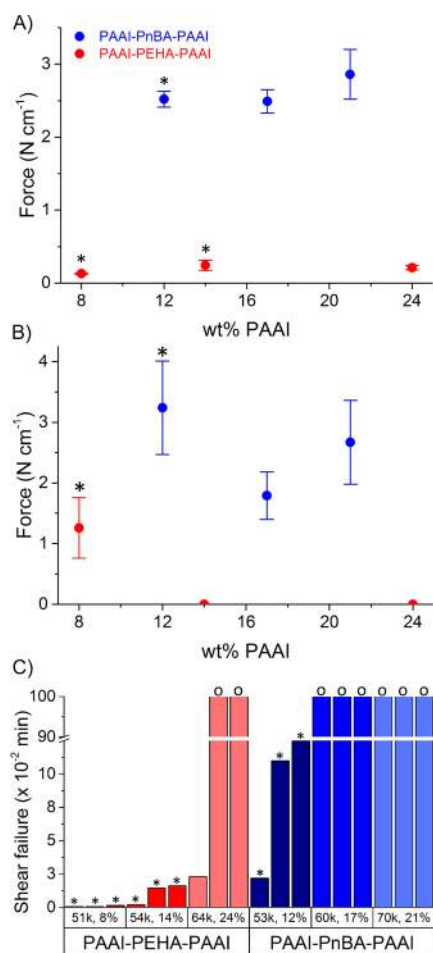 A)
PAAI-PnBA-PAAI
PAAI-PEHA-PAAI
*
*
*
3
2
1
0
Force (N cm⁻¹)
8 12 16 20 24
wt% PAAI
B)
*
*
4
3
2
1
0
Force (N cm⁻¹)
8 12 16 20 24
wt% PAAI
C)
100
90
10
8
5
3
0
Shear failure (x 10⁻² min)
* * * * * * o o * * * o o o o o o
51k, 8% 54k, 14% 64k, 24% 53k, 12% 60k, 17% 70k, 21%
PAAI-PEHA-PAAI PAAI-PnBA-PAAI